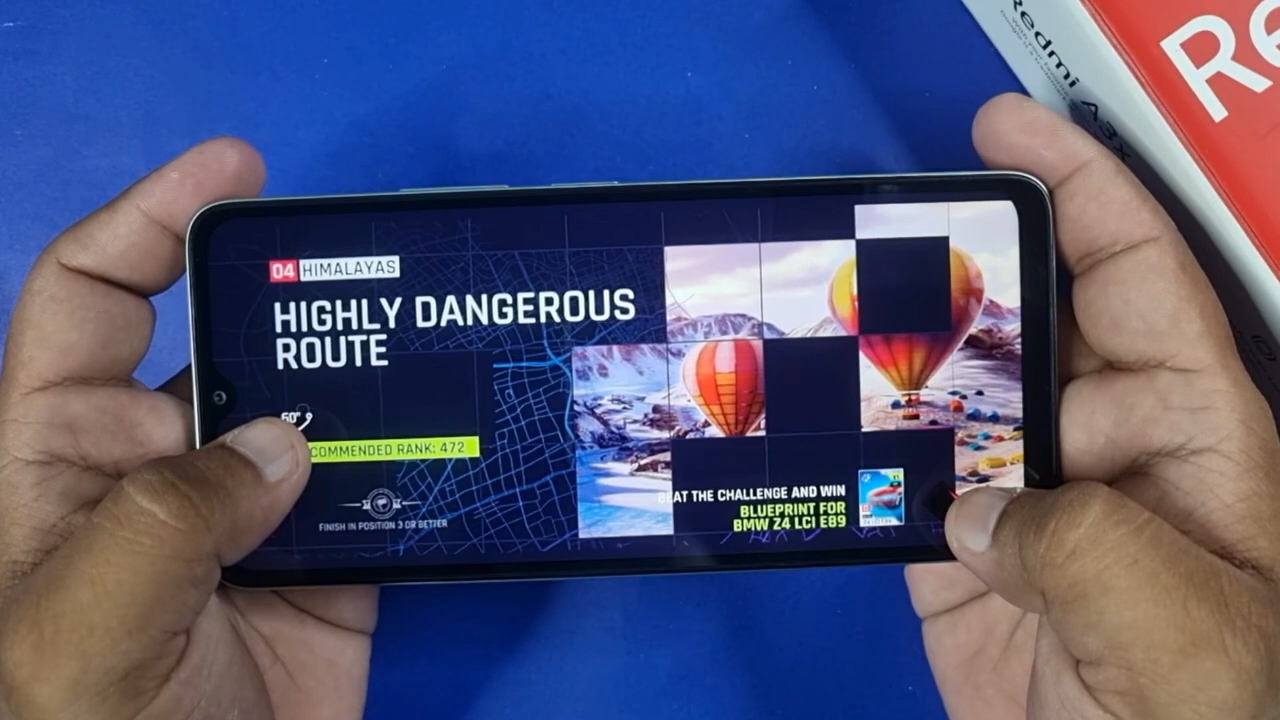 Redmi A3x
Re
04 HIMALAYAS
HIGHLY DANGEROUS
ROUTE
COMMENDED RANK: 472
FINISH IN POSITION 3 OR BETTER
BEAT THE CHALLENGE AND WIN
BLUEPRINT FOR
BMW Z4 LCI E89